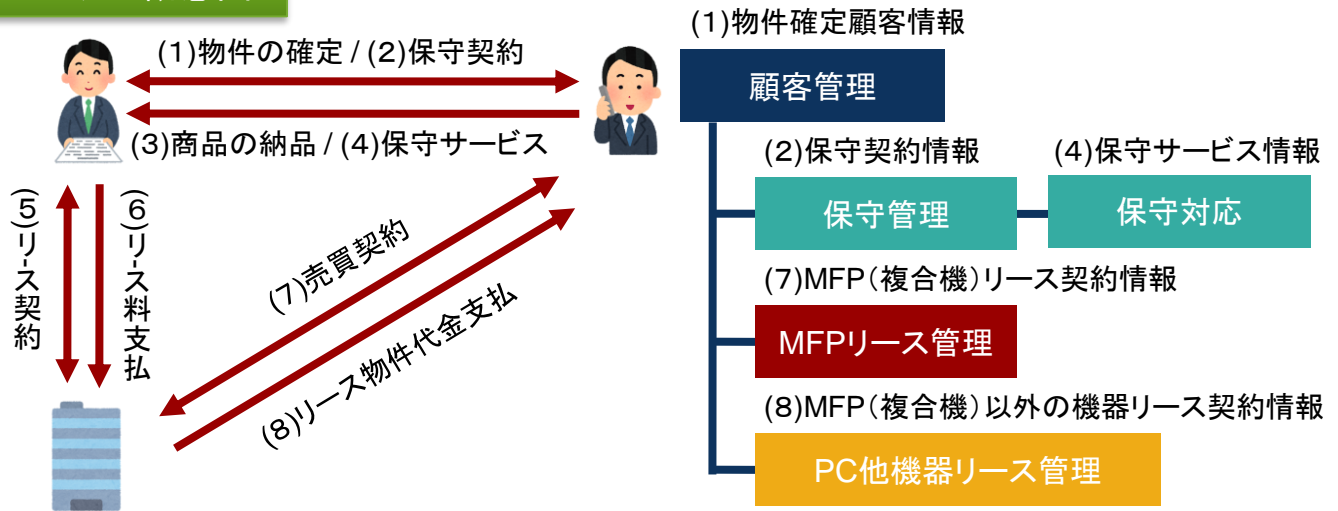 (1)物件の確定 / (2)保守契約
(3)商品の納品 / (4)保守サービス
(5)リース契約
(6)リース料支払
(7)売買契約
(8)リース物件代金支払
(1)物件確定顧客情報
顧客管理
(2)保守契約情報
(4)保守サービス情報
保守管理
保守対応
(7)MFP(複合機)リース契約情報
MFPリース管理
(8)MFP(複合機)以外の機器リース契約情報
PC他機器リース管理